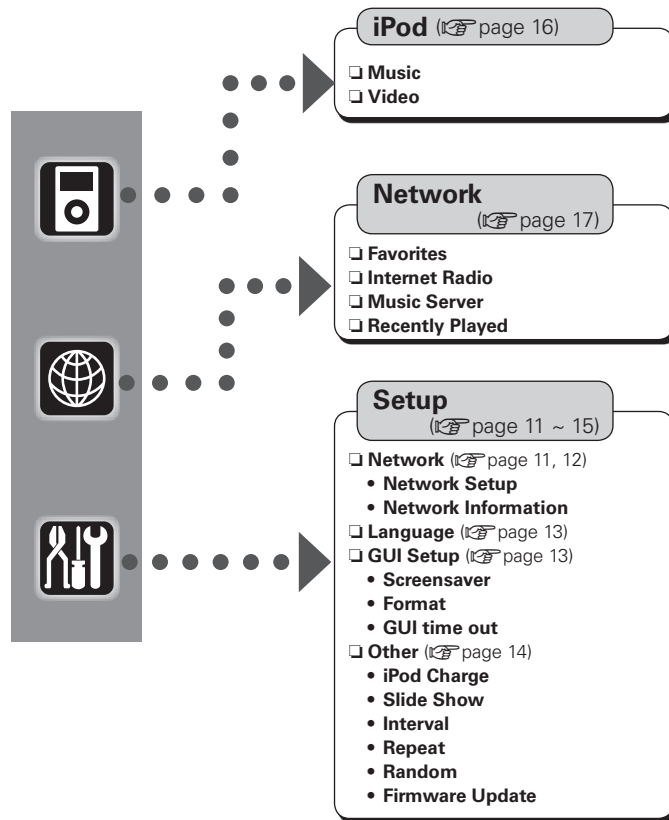 iPod (☞ page 16)
❏ Music
❏ Video
Network
(☞ page 17)
❏ Favorites
❏ Internet Radio
❏ Music Server
❏ Recently Played
Setup
(☞ page 11 ~ 15)
❏ Network (☞ page 11, 12)
• Network Setup
• Network Information
❏ Language (☞ page 13)
❏ GUI Setup (☞ page 13)
• Screensaver
• Format
• GUI time out
❏ Other (☞ page 14)
• iPod Charge
• Slide Show
• Interval
• Repeat
• Random
• Firmware Update